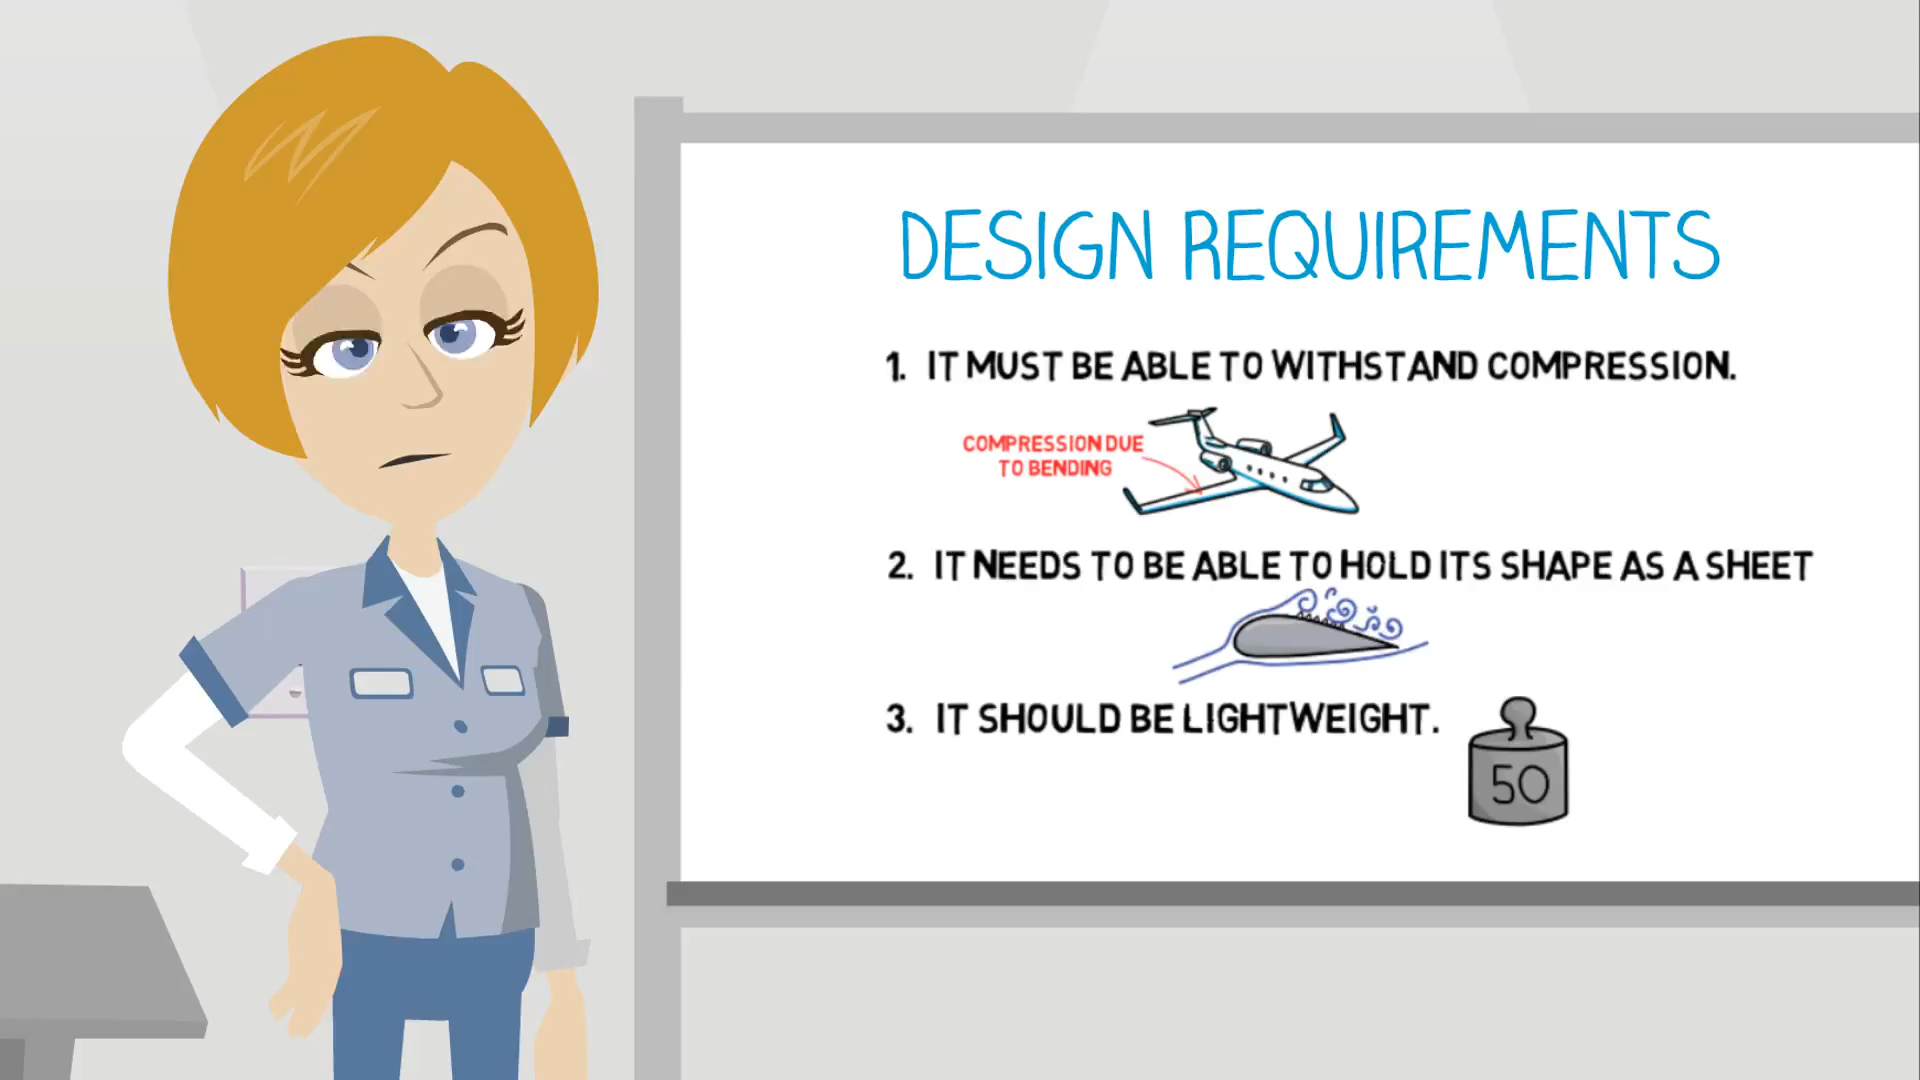 DESIGN REQUIREMENTS
1. IT MUST BE ABLE TO WITHSTAND COMPRESSION.
COMPRESSION DUE
TO BENDING
2. IT NEEDS TO BE ABLE TO HOLD ITS SHAPE AS A SHEET
3. IT SHOULD BE LIGHTWEIGHT.
50